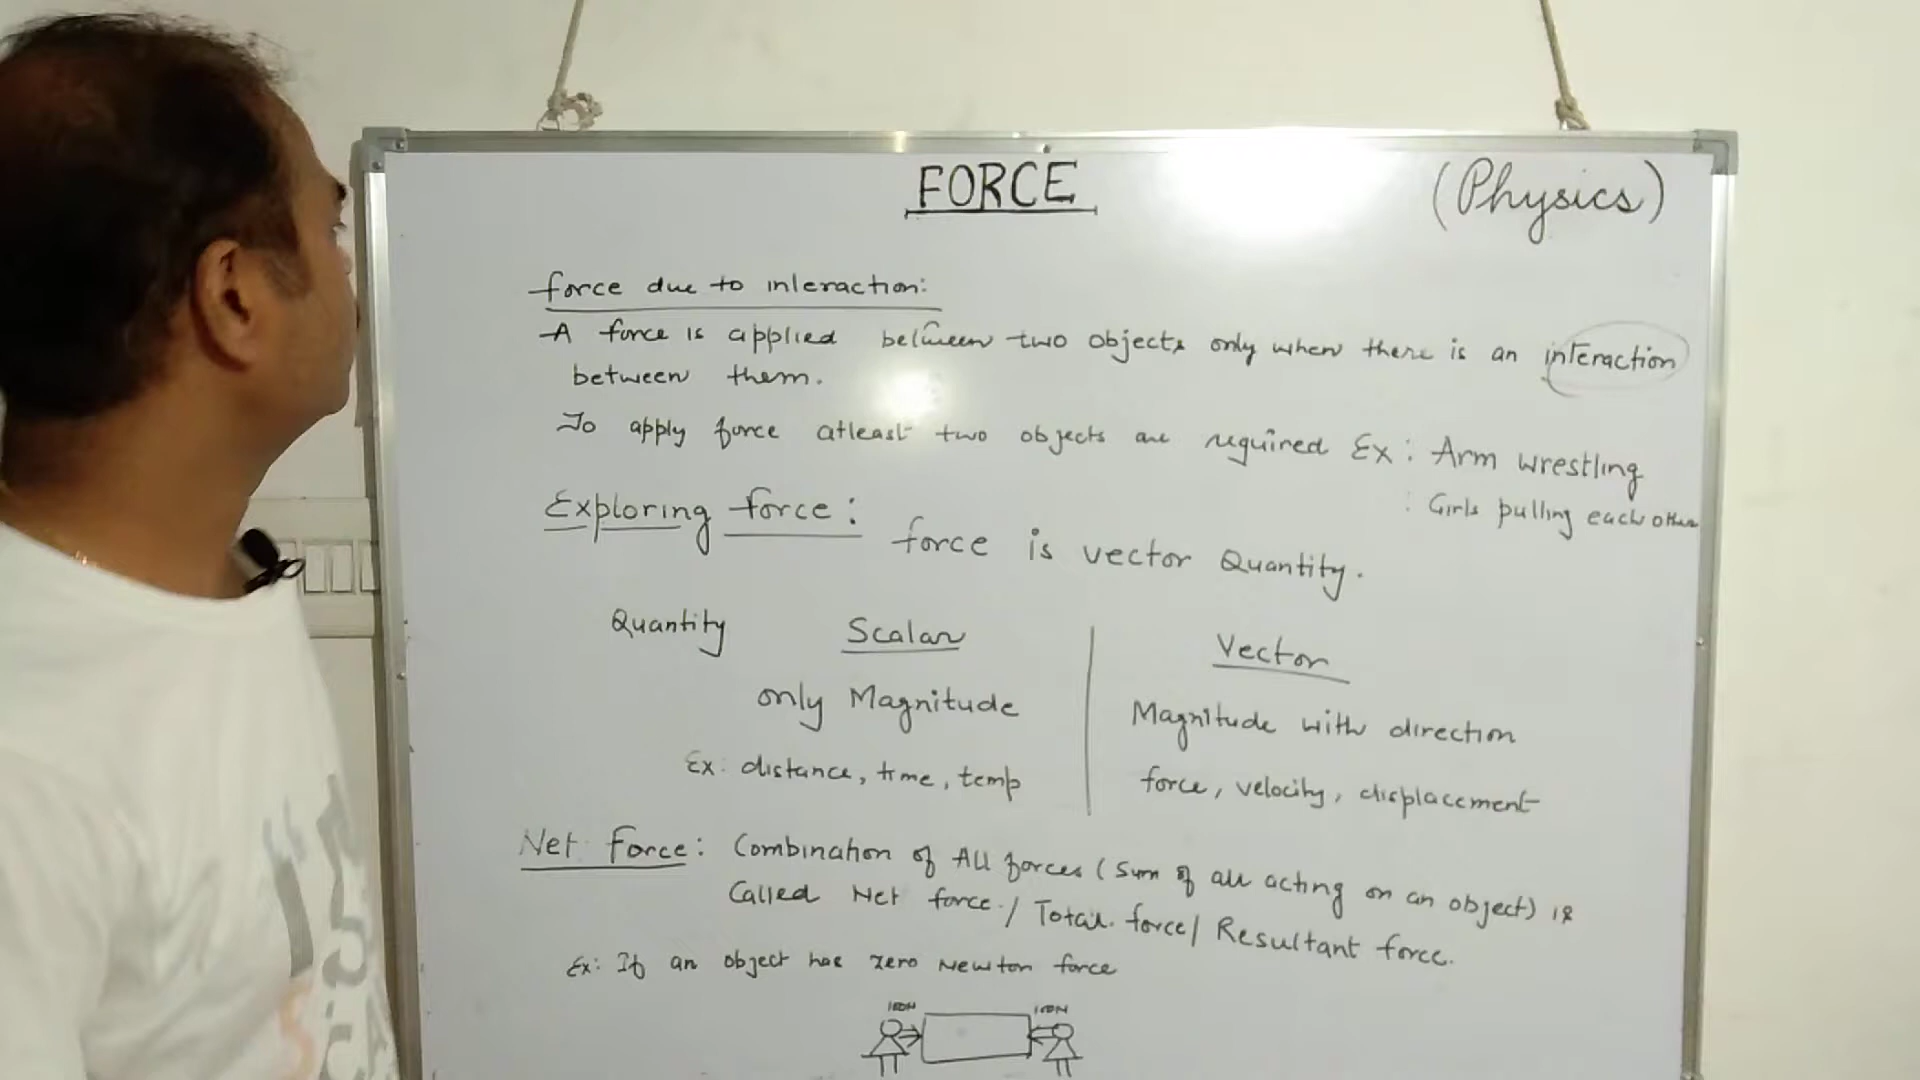 FORCE
(Physics)
force due to interaction:
A force is applied between two objects only when there is an interaction
between them.
To apply force atleast two objects are required Ex: Arm wrestling
: Girls pulling each other
Exploring force: force is vector Quantity.
Quantity Scalar Vector
only Magnitude Magnitude with direction
Ex: distance, time, temp force, velocity, displacement
Net Force: Combination of All forces (Sum of all acting on an object) is
Called Net force / Total force / Resultant force.
Ex: If an object has zero Newton force
100N 100N